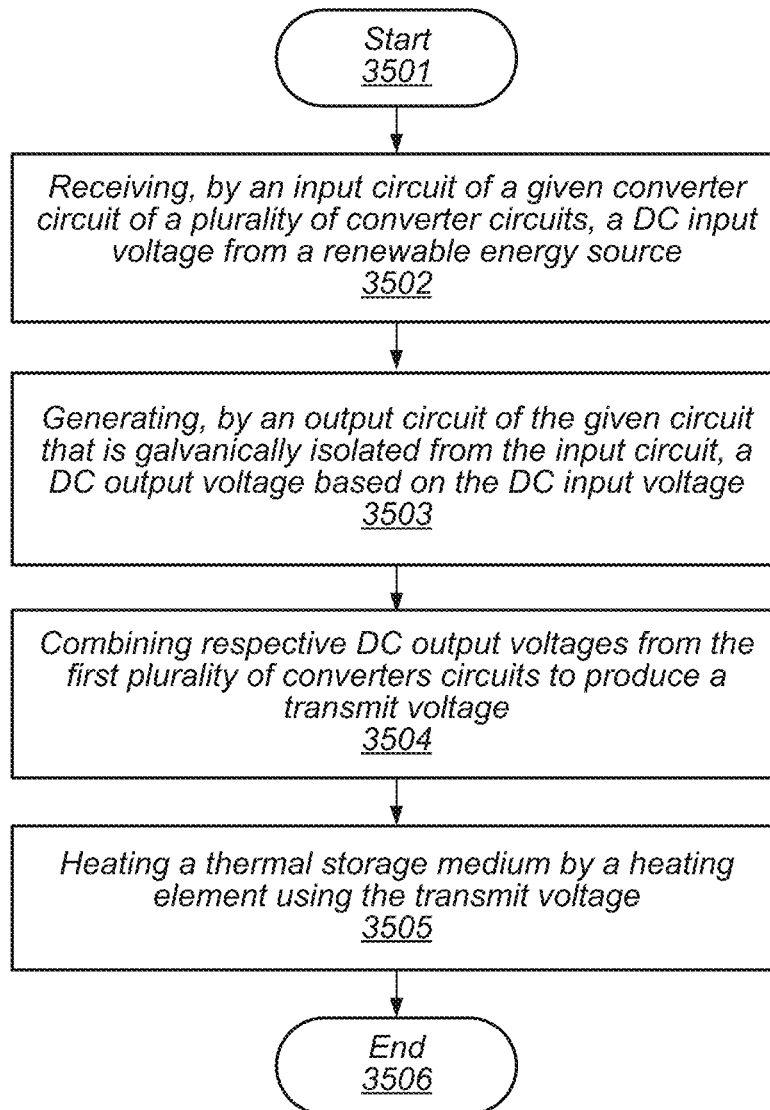 Start
3501
Receiving, by an input circuit of a given converter
circuit of a plurality of converter circuits, a DC input
voltage from a renewable energy source
3502
Generating, by an output circuit of the given circuit
that is galvanically isolated from the input circuit, a
DC output voltage based on the DC input voltage
3503
Combining respective DC output voltages from the
first plurality of converters circuits to produce a
transmit voltage
3504
Heating a thermal storage medium by a heating
element using the transmit voltage
3505
End
3506